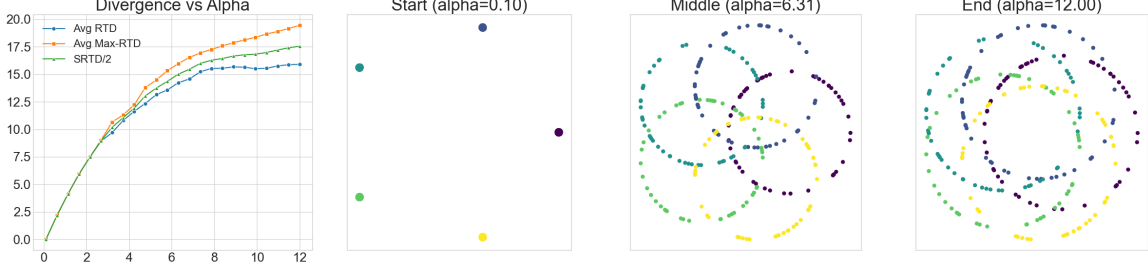 Divergence vs Alpha
20.0
17.5
15.0
12.5
10.0
7.5
5.0
2.5
0.0
0 2 4 6 8 10 12
Avg RTD
Avg Max-RTD
SRTD/2
Start (alpha=0.10)
Middle (alpha=6.31)
End (alpha=12.00)